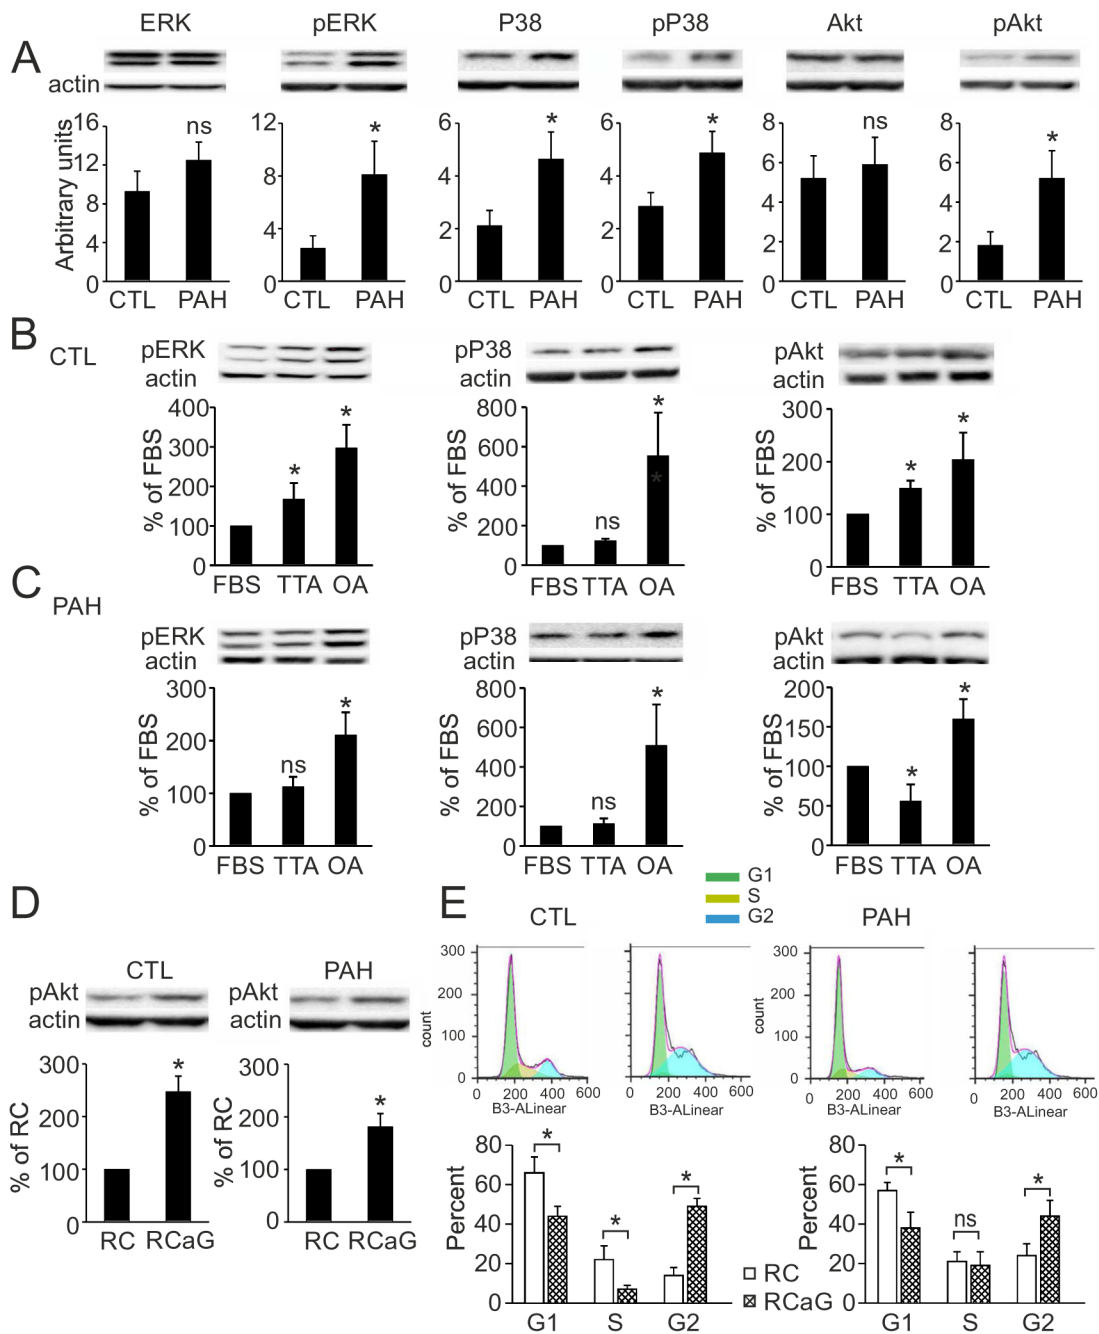 ERK pERK P38 pP38 Akt pAkt
A
actin
Arbitrary units
16 12 8 4 0 ns CTL PAH
12 8 4 0 * CTL PAH
6 4 2 0 * CTL PAH
6 4 2 0 * CTL PAH
8 6 4 2 0 ns CTL PAH
8 6 4 2 0 * CTL PAH
B
CTL
pERK
actin
% of FBS
400 300 200 100 0 * *
FBS TTA OA
pP38
actin
% of FBS
800 600 400 200 0 ns * *
FBS TTA OA
pAkt
actin
% of FBS
300 200 100 0 * *
FBS TTA OA
C
PAH
pERK
actin
% of FBS
300 200 100 0 ns *
FBS TTA OA
pP38
actin
% of FBS
800 600 400 200 0 ns *
FBS TTA OA
pAkt
actin
% of FBS
200 150 100 50 0 * *
FBS TTA OA
D
CTL
pAkt
actin
% of RC
300 200 100 0 *
RC RCaG
PAH
pAkt
actin
% of RC
300 200 100 0 *
RC RCaG
E
G1
S
G2
CTL PAH
count
300 200 100 0
0 200 400 600
B3-ALinear
0 200 400 600
B3-ALinear
count
300 200 100 0
0 200 400 600
B3-ALinear
0 200 400 600
B3-ALinear
Percent
80 60 40 20 0 * * *
G1 S G2
RC
RCaG
Percent
80 60 40 20 0 * ns *
G1 S G2